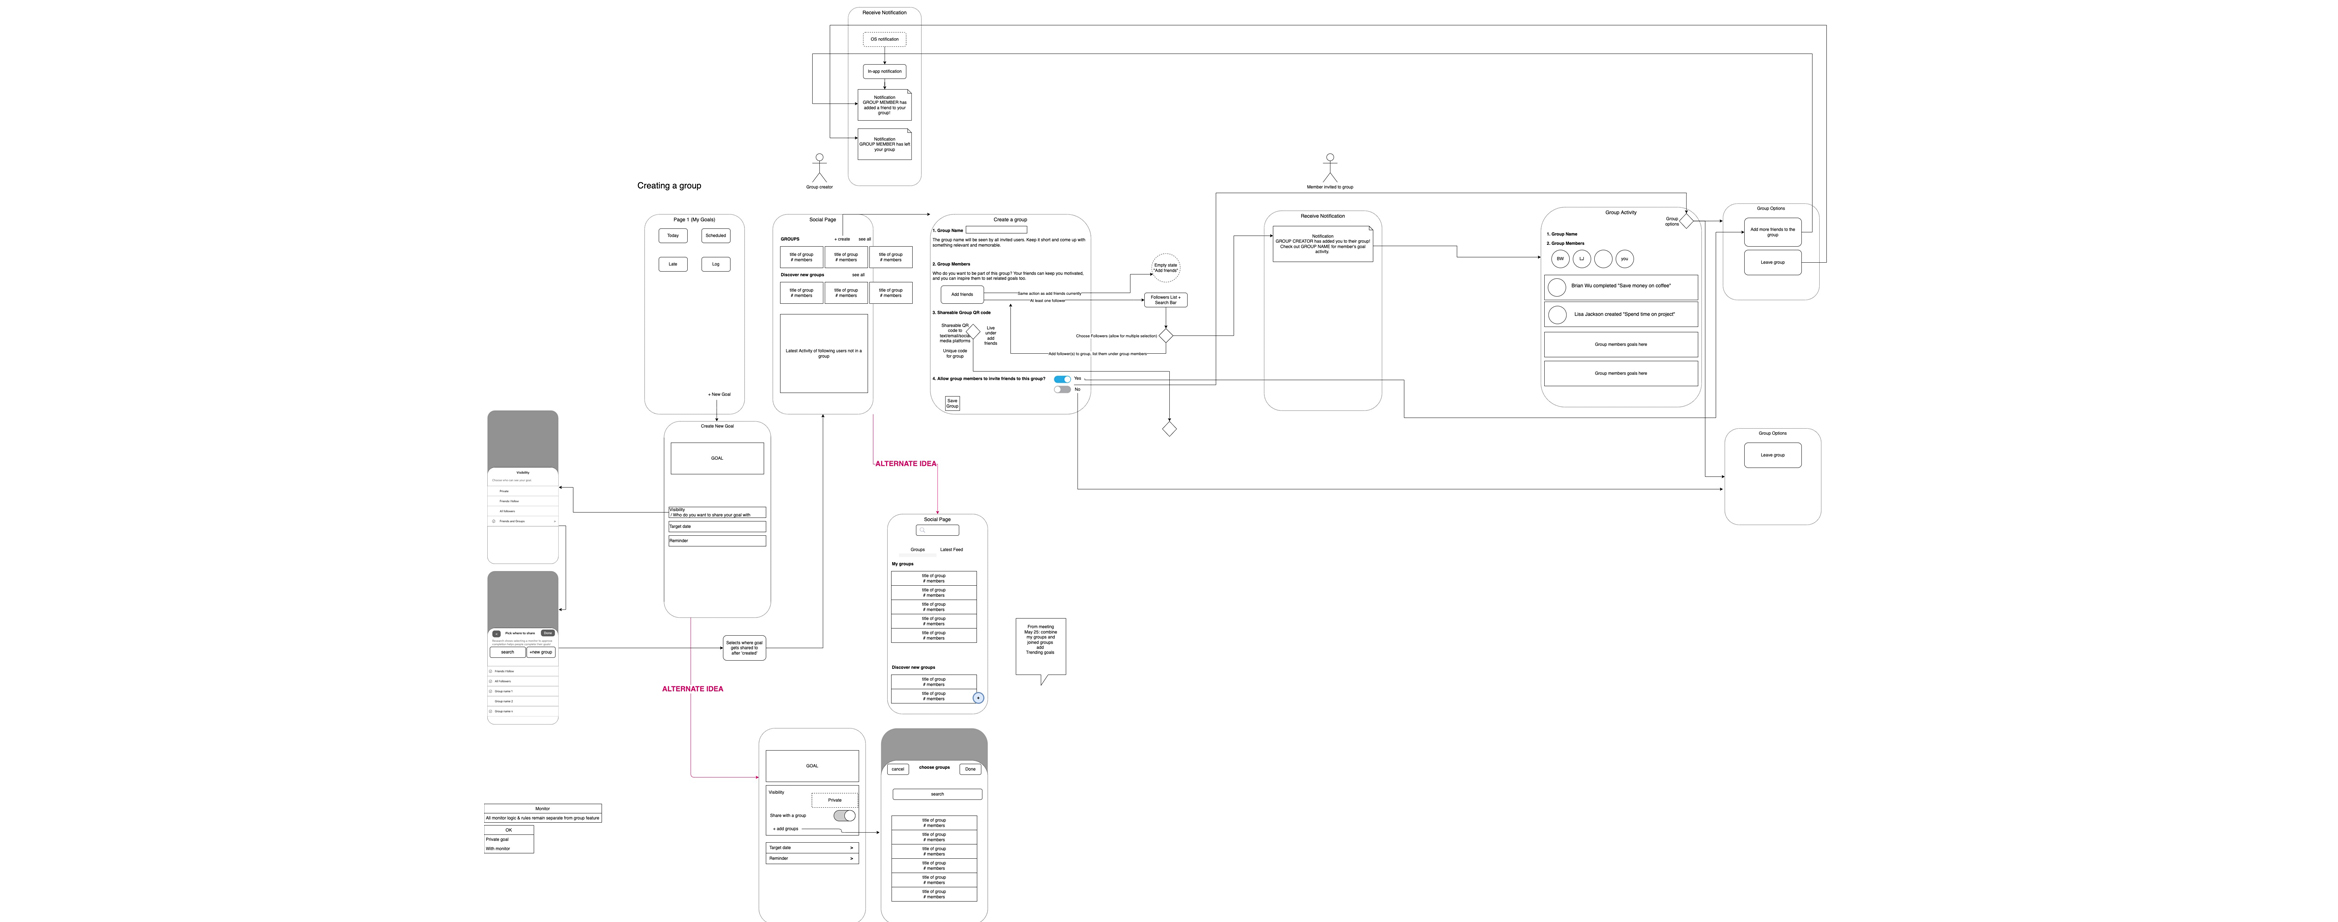 Receive Notification
OS notification
In-app notification
Notification
GROUP MEMBER has
added a friend to your
group!
Notification
GROUP MEMBER has left
your group
Group creator
Member invited to group
Creating a group
Page 1 (My Goals)
Today
Scheduled
Late
Log
+ New Goal
Social Page
GROUPS
+ create
see all
title of group
# members
title of group
# members
title of group
# members
Discover new groups
see all
title of group
# members
title of group
# members
title of group
# members
Latest Activity of following users not in a
group
Create a group
1. Group Name
The group name will be seen by all invited users. Keep it short and come up with
something relevant and memorable.
2. Group Members
Who do you want to be part of this group? Your friends can keep you motivated,
and you can inspire them to set related goals too.
Add friends
Same action as add friends currently
At least one follower
Empty state
"Add friends"
Followers List +
Search Bar
3. Shareable Group QR code
Shareable QR
code to
text/email/social
media platforms
Unique code
for group
Live
under
add
friends
Choose Followers (allow for multiple selection)
Add follower(s) to group, list them under group members
4. Allow group members to invite friends to this group?
Yes
No
Save
Group
Receive Notification
Notification
GROUP CREATOR has added you to their group!
Check out GROUP NAME for member's goal
activity.
Group Activity
Group
options
1. Group Name
2. Group Members
BW
LJ
you
Brian Wu completed "Save money on coffee"
Lisa Jackson created "Spend time on project"
Group members goals here
Group members goals here
Group Options
Add more friends to the
group
Leave group
Group Options
Leave group
Create New Goal
GOAL
Visibility
/ Who do you want to share your goal with
Target date
Reminder
Visibility
Choose who can see your goal
Private
Friends I follow
All followers
Friends and Groups
Pick where to share
Done
search
+new group
Friends I follow
All Followers
Group name 1
Group name 2
Group name
Selects where goal
gets shared to
after 'created'
ALTERNATE IDEA
ALTERNATE IDEA
Social Page
Groups
Latest Feed
My groups
title of group
# members
title of group
# members
title of group
# members
title of group
# members
title of group
# members
Discover new groups
title of group
# members
title of group
# members
+
From meeting
May 25: combine
my groups and
joined groups
add
Trending goals
GOAL
Visibility
Private
Share with a group
+ add groups
Target date >
Reminder >
cancel
choose groups
Done
search
title of group
# members
title of group
# members
title of group
# members
title of group
# members
title of group
# members
title of group
# members
Monitor
All monitor logic & rules remain separate from group feature
OK
Private goal
With monitor